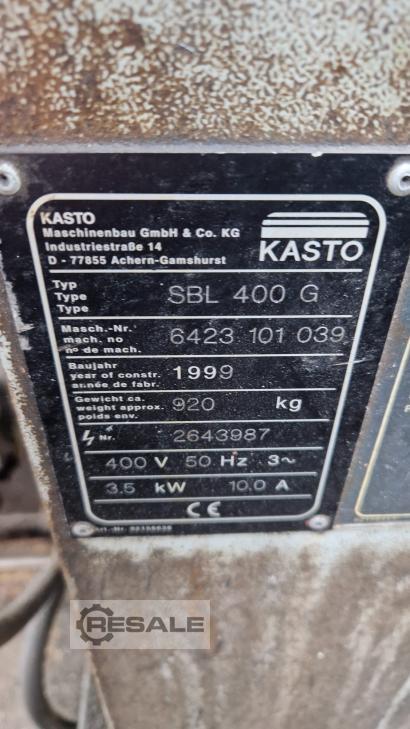 KASTO
Maschinenbau GmbH & Co. KG
Industriestraße 14
D - 77855 Achern-Gamshurst
KASTO
Typ
Type
Type
SBL 400 G
Masch.-Nr.
mach. no
n° de mach.
6423 101 039
Baujahr
year of constr.
année de fabr.
1999
Gewicht ca.
weight approx.
poids env.
920 kg
Nr. 2643987
400 V 50 Hz 3~
3.5 kW 10.0 A
CE
RESALE